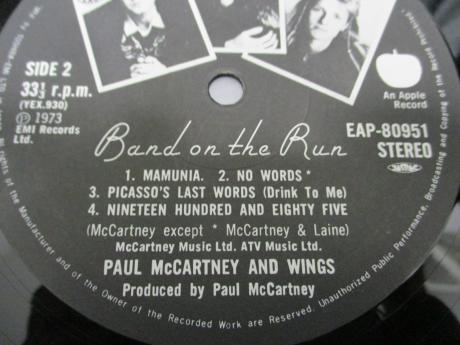 SIDE 2
33⅓ r.p.m.
(YEX.930)
Ⓟ 1973
EMI Records
Ltd.
An Apple
Record
EAP-80951
STEREO
Band on the Run
1. MAMUNIA. 2. NO WORDS*
3. PICASSO'S LAST WORDS (Drink To Me)
4. NINETEEN HUNDRED AND EIGHTY FIVE
(McCartney except * McCartney & Laine)
McCartney Music Ltd. ATV Music Ltd.
PAUL McCARTNEY AND WINGS
Produced by Paul McCartney
of the Manufacturer and of the Owner of the Recorded Work are Reserved. Unauthorized Public Performance, Broadcasting and Copying of the Record Prohibited